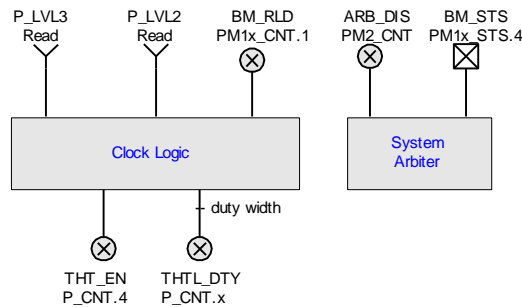 P_LVL3
Read
P_LVL2
Read
BM_RLD
PM1x_CNT.1
ARB_DIS
PM2_CNT
BM_STS
PM1x_STS.4
Clock Logic
System
Arbiter
duty width
THT_EN
P_CNT.4
THTL_DTY
P_CNT.x